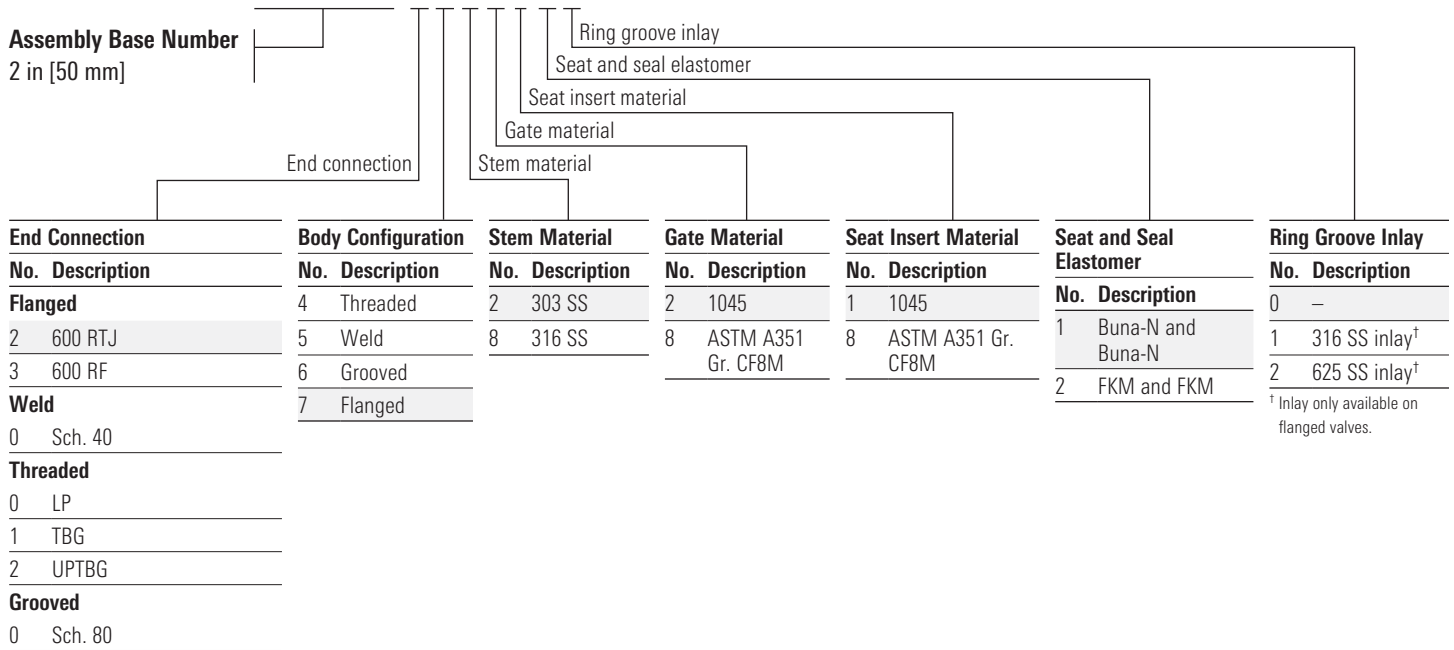 Assembly Base Number
2 in [50 mm]
Ring groove inlay
Seat and seal elastomer
Seat insert material
Gate material
End connection
Stem material
End Connection
No. Description
Flanged
2 600 RTJ
3 600 RF
Weld
0 Sch. 40
Threaded
0 LP
1 TBG
2 UPTBG
Grooved
0 Sch. 80
Body Configuration
No. Description
4 Threaded
5 Weld
6 Grooved
7 Flanged
Stem Material
No. Description
2 303 SS
8 316 SS
Gate Material
No. Description
2 1045
8 ASTM A351
Gr. CF8M
Seat Insert Material
No. Description
1 1045
8 ASTM A351 Gr.
CF8M
Seat and Seal
Elastomer
No. Description
1 Buna-N and
Buna-N
2 FKM and FKM
Ring Groove Inlay
No. Description
0 –
1 316 SS inlay†
2 625 SS inlay†
† Inlay only available on
flanged valves.